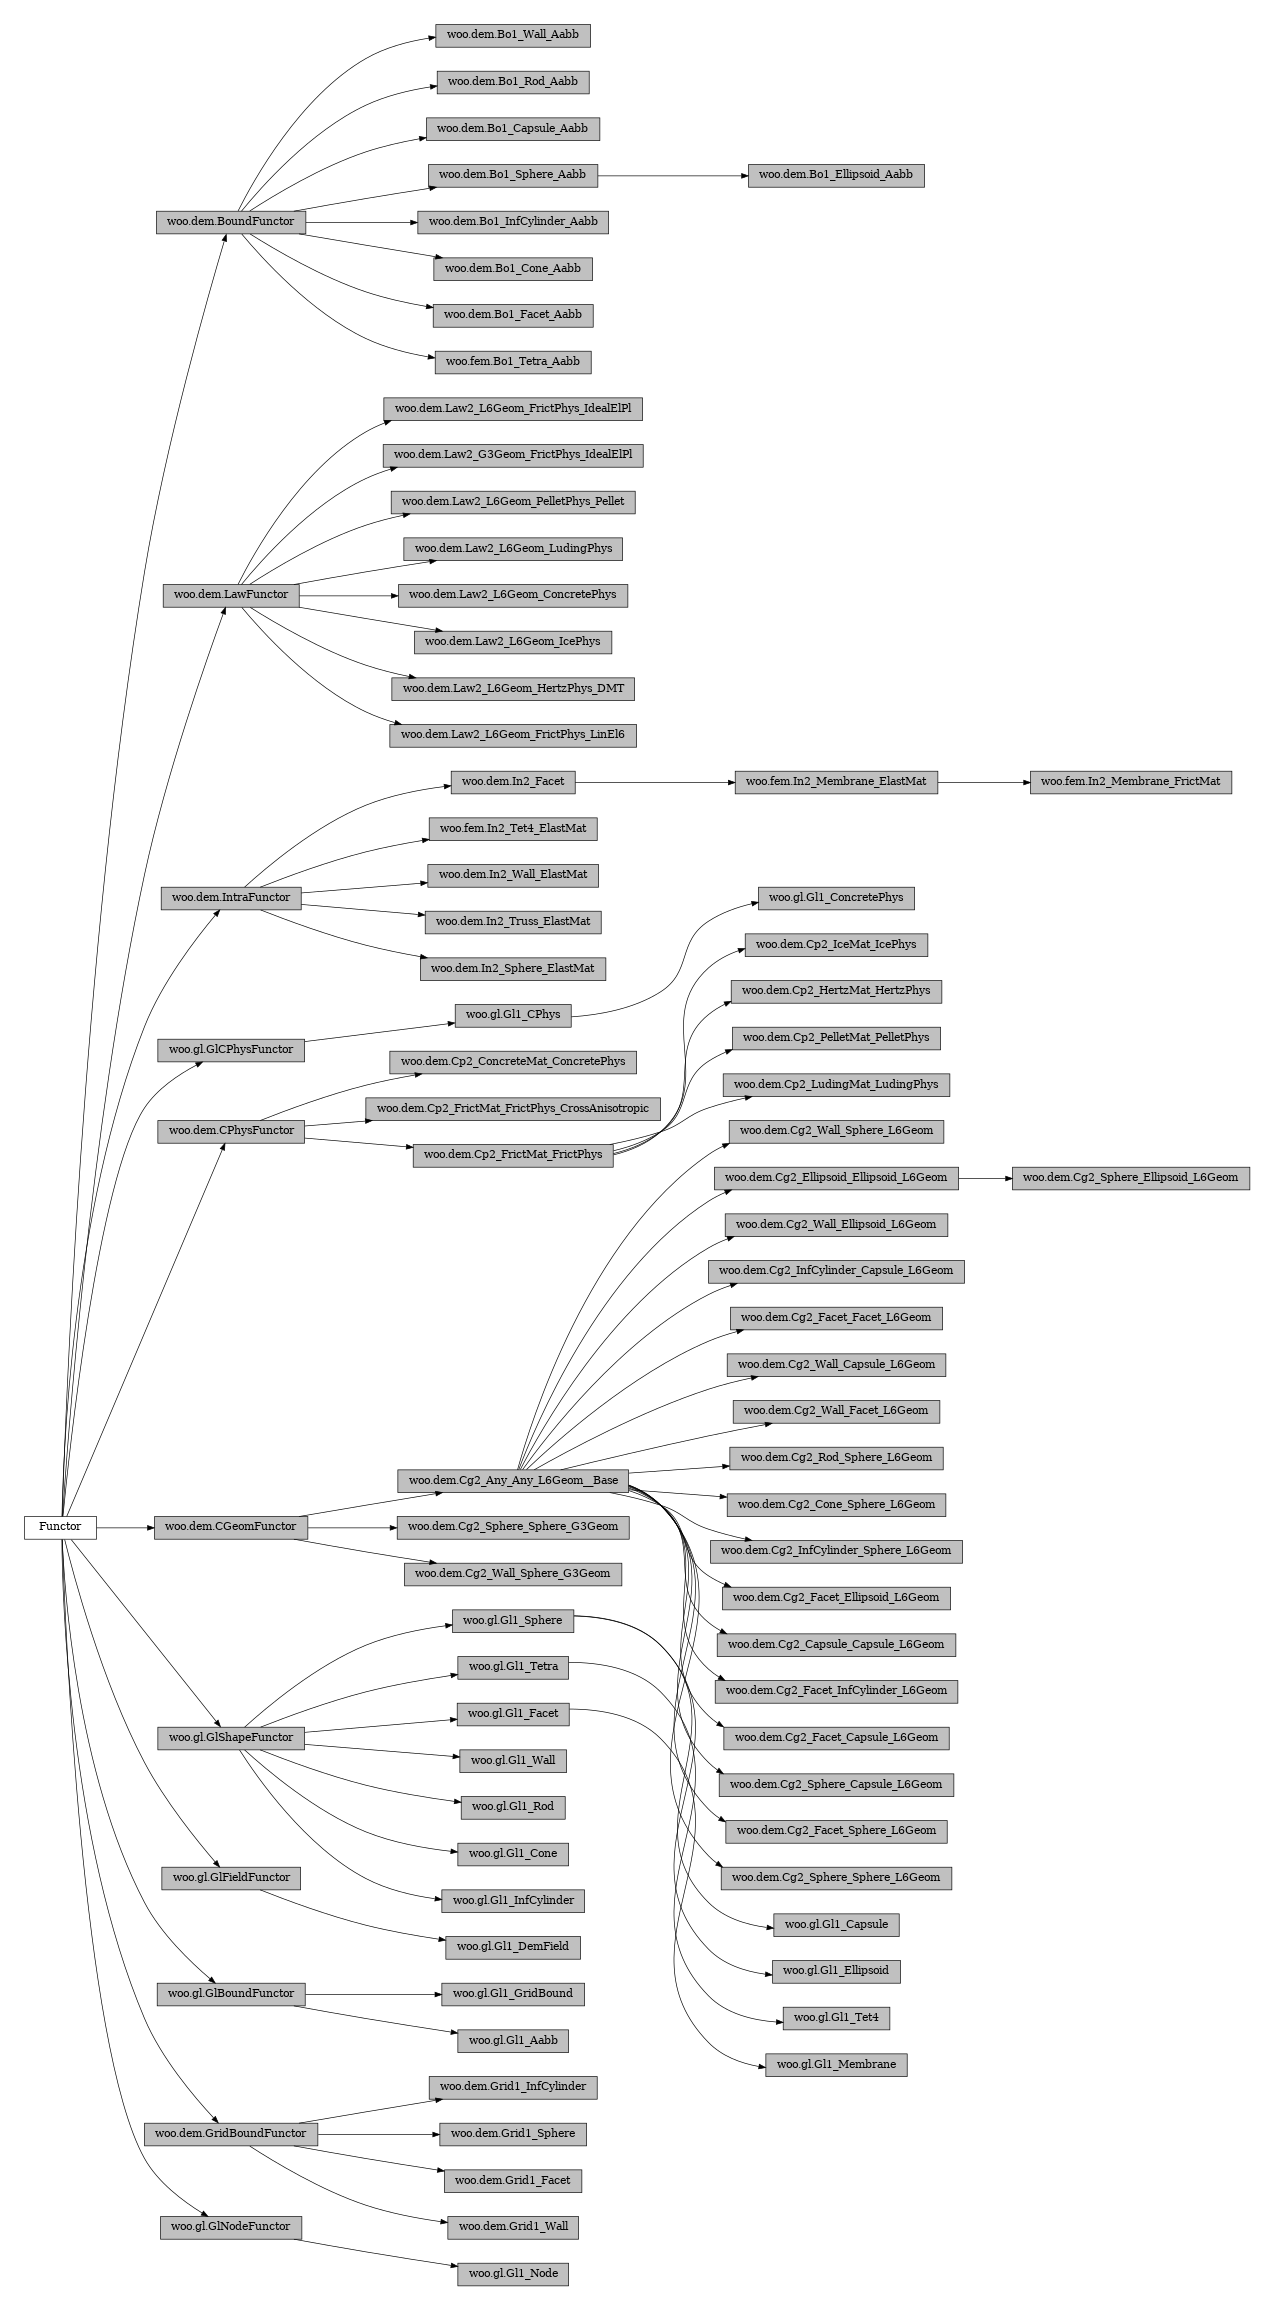 woo.dem.Bo1_Wall_Aabb
woo.dem.Bo1_Rod_Aabb
woo.dem.Bo1_Capsule_Aabb
woo.dem.Bo1_Sphere_Aabb
woo.dem.Bo1_Ellipsoid_Aabb
woo.dem.BoundFunctor
woo.dem.Bo1_InfCylinder_Aabb
woo.dem.Bo1_Cone_Aabb
woo.dem.Bo1_Facet_Aabb
woo.fem.Bo1_Tetra_Aabb
woo.dem.Law2_L6Geom_FrictPhys_IdealElPl
woo.dem.Law2_G3Geom_FrictPhys_IdealElPl
woo.dem.Law2_L6Geom_PelletPhys_Pellet
woo.dem.Law2_L6Geom_LudingPhys
woo.dem.LawFunctor
woo.dem.Law2_L6Geom_ConcretePhys
woo.dem.Law2_L6Geom_IcePhys
woo.dem.Law2_L6Geom_HertzPhys_DMT
woo.dem.Law2_L6Geom_FrictPhys_LinEl6
woo.dem.In2_Facet
woo.fem.In2_Membrane_ElastMat
woo.fem.In2_Membrane_FrictMat
woo.fem.In2_Tet4_ElastMat
woo.dem.In2_Wall_ElastMat
woo.dem.IntraFunctor
woo.gl.Gl1_ConcretePhys
woo.dem.In2_Truss_ElastMat
woo.dem.Cp2_IceMat_IcePhys
woo.dem.In2_Sphere_ElastMat
woo.dem.Cp2_HertzMat_HertzPhys
woo.gl.Gl1_CPhys
woo.dem.Cp2_PelletMat_PelletPhys
woo.gl.GlCPhysFunctor
woo.dem.Cp2_ConcreteMat_ConcretePhys
woo.dem.Cp2_LudingMat_LudingPhys
woo.dem.Cp2_FrictMat_FrictPhys_CrossAnisotropic
woo.dem.CPhysFunctor
woo.dem.Cg2_Wall_Sphere_L6Geom
woo.dem.Cp2_FrictMat_FrictPhys
woo.dem.Cg2_Ellipsoid_Ellipsoid_L6Geom
woo.dem.Cg2_Sphere_Ellipsoid_L6Geom
woo.dem.Cg2_Wall_Ellipsoid_L6Geom
woo.dem.Cg2_InfCylinder_Capsule_L6Geom
woo.dem.Cg2_Facet_Facet_L6Geom
woo.dem.Cg2_Wall_Capsule_L6Geom
woo.dem.Cg2_Wall_Facet_L6Geom
woo.dem.Cg2_Rod_Sphere_L6Geom
woo.dem.Cg2_Any_Any_L6Geom__Base
woo.dem.Cg2_Cone_Sphere_L6Geom
Functor
woo.dem.CGeomFunctor
woo.dem.Cg2_Sphere_Sphere_G3Geom
woo.dem.Cg2_InfCylinder_Sphere_L6Geom
woo.dem.Cg2_Wall_Sphere_G3Geom
woo.dem.Cg2_Facet_Ellipsoid_L6Geom
woo.gl.Gl1_Sphere
woo.dem.Cg2_Capsule_Capsule_L6Geom
woo.gl.Gl1_Tetra
woo.dem.Cg2_Facet_InfCylinder_L6Geom
woo.gl.Gl1_Facet
woo.gl.GlShapeFunctor
woo.dem.Cg2_Facet_Capsule_L6Geom
woo.gl.Gl1_Wall
woo.dem.Cg2_Sphere_Capsule_L6Geom
woo.gl.Gl1_Rod
woo.dem.Cg2_Facet_Sphere_L6Geom
woo.gl.Gl1_Cone
woo.gl.GlFieldFunctor
woo.dem.Cg2_Sphere_Sphere_L6Geom
woo.gl.Gl1_InfCylinder
woo.gl.Gl1_Capsule
woo.gl.Gl1_DemField
woo.gl.Gl1_Ellipsoid
woo.gl.GlBoundFunctor
woo.gl.Gl1_GridBound
woo.gl.Gl1_Tet4
woo.gl.Gl1_Aabb
woo.gl.Gl1_Membrane
woo.dem.Grid1_InfCylinder
woo.dem.GridBoundFunctor
woo.dem.Grid1_Sphere
woo.dem.Grid1_Facet
woo.gl.GlNodeFunctor
woo.dem.Grid1_Wall
woo.gl.Gl1_Node